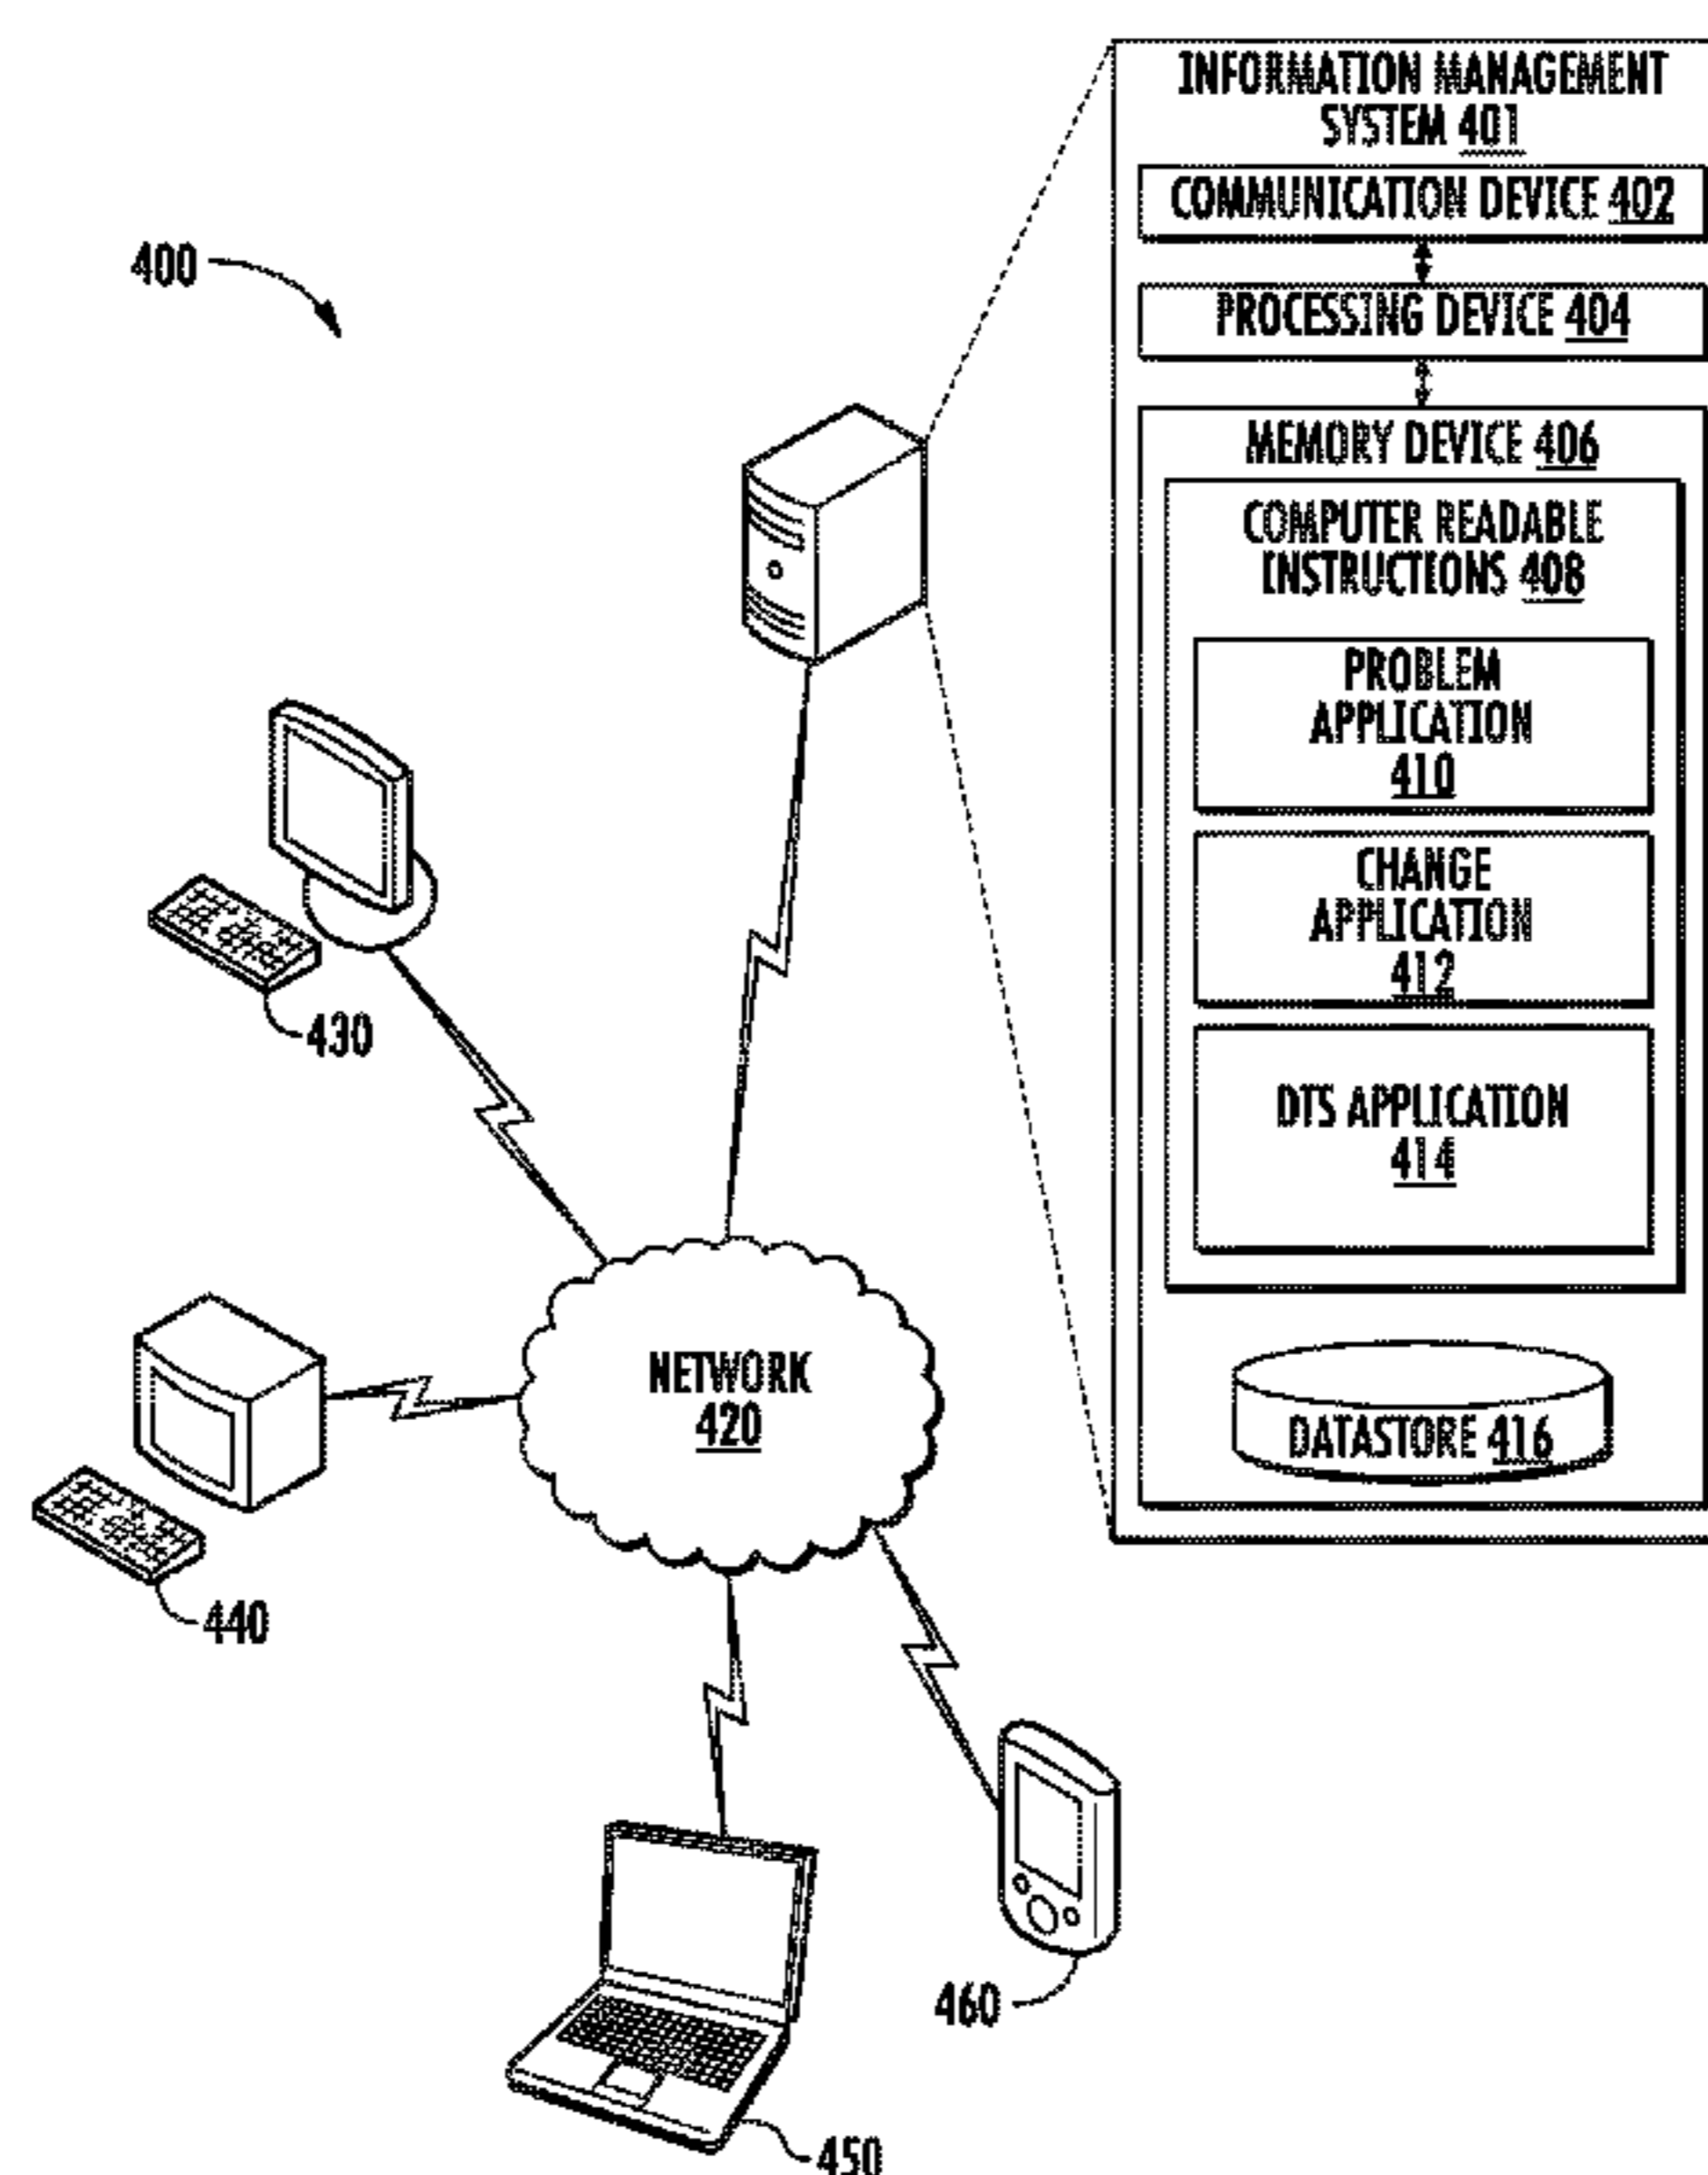 INFORMATION MANAGEMENT
SYSTEM 401
COMMUNICATION DEVICE 402
400
PROCESSING DEVICE 404
MEMORY DEVICE 406
COMPUTER READABLE
INSTRUCTIONS 408
PROBLEM
APPLICATION
410
CHANGE
APPLICATION
412
430
DTS APPLICATION
414
NETWORK
420
DATASTORE 416
440
460
450